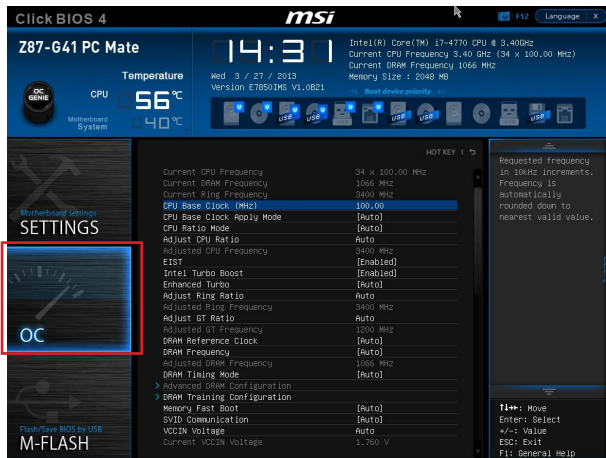 Click BIOS 4
msi
F12
Language
X
Z87-G41 PC Mate
OC
GENIE
Temperature
CPU 56°C
Motherboard
System 40°C
14:31
Wed 3 / 27 / 2013
Version E7850IMS V1.0B21
Intel(R) Core(TM) i7-4770 CPU @ 3.40GHz
Current CPU Frequency 3.40 GHz (34 x 100.00 MHz)
Current DRAM Frequency 1066 MHz
Memory Size : 2048 MB
Boot device priority
USB USB USB USB
HOT KEY
Motherboard settings
SETTINGS
OC
Flash/Save BIOS by USB
M-FLASH
Current CPU Frequency 34 x 100.00 MHz
Current DRAM Frequency 1066 MHz
Current Ring Frequency 3400 MHz
CPU Base Clock (MHz) 100.00
CPU Base Clock Apply Mode [Auto]
CPU Ratio Mode [Auto]
Adjust CPU Ratio Auto
Adjusted CPU Frequency 3400 MHz
EIST [Enabled]
Intel Turbo Boost [Enabled]
Enhanced Turbo [Auto]
Adjust Ring Ratio Auto
Adjusted Ring Frequency 3400 MHz
Adjust GT Ratio Auto
Adjusted GT Frequency 1200 MHz
DRAM Reference Clock [Auto]
DRAM Frequency [Auto]
Adjusted DRAM Frequency 1066 MHz
DRAM Timing Mode [Auto]
> Advanced DRAM Configuration
> DRAM Training Configuration
Memory Fast Boot [Auto]
SVID Communication [Auto]
VCCIN Voltage Auto
Current VCCIN Voltage 1.760 V
Requested frequency
in 10kHz increments.
Frequency is
automatically
rounded down to
nearest valid value.
↑↓←→: Move
Enter: Select
+/-: Value
ESC: Exit
F1: General Help